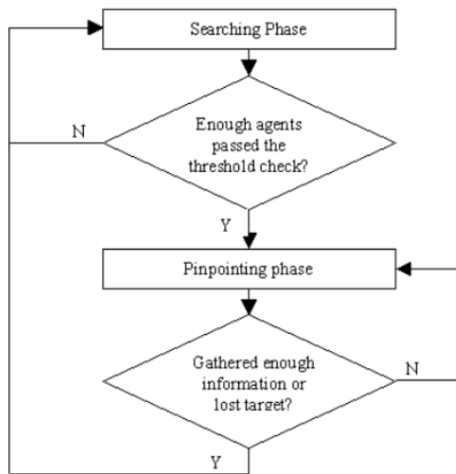 Searching Phase
N
Enough agents
passed the
threshold check?
Y
Pinpointing phase
Gathered enough
information or
lost target?
N
Y